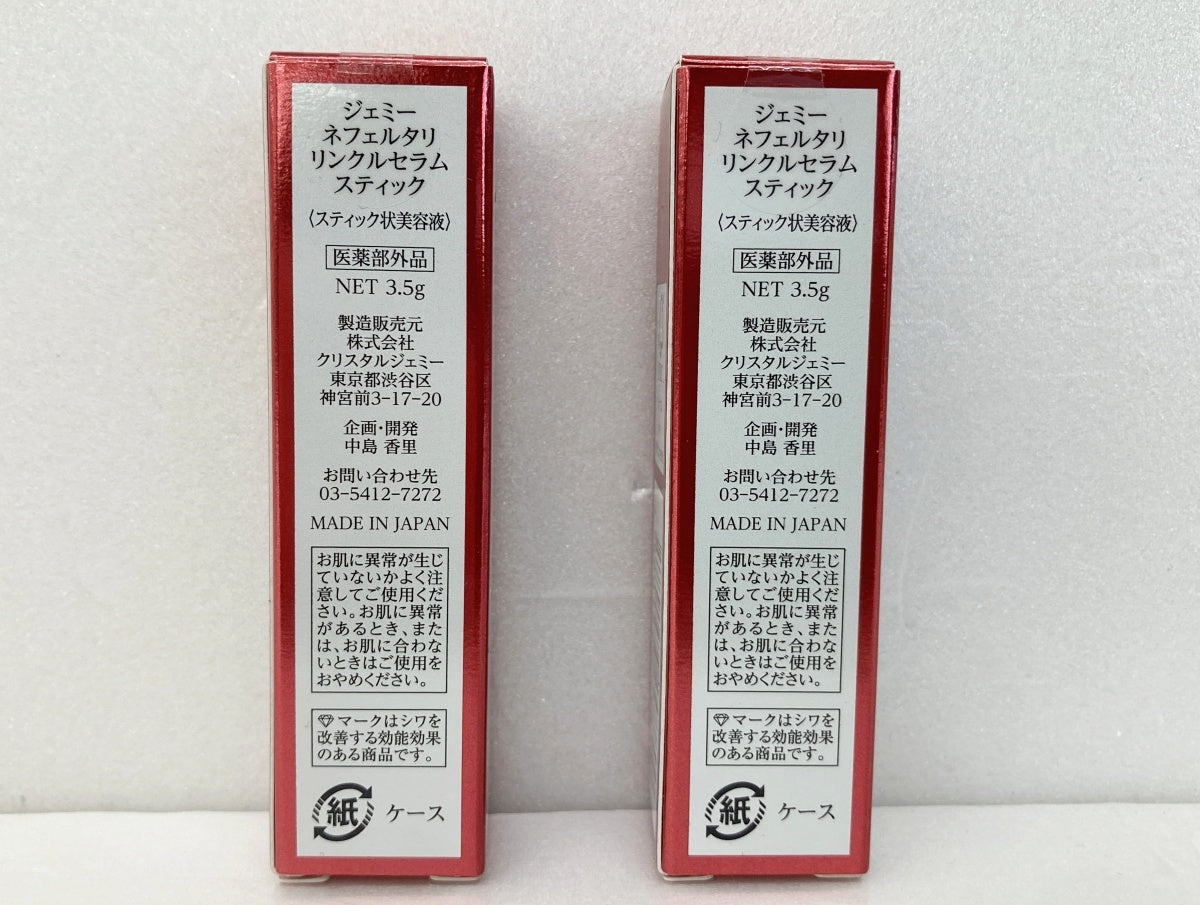 ジェミー
ネフェルタリ
リンクルセラム
スティック
〈スティック状美容液〉
医薬部外品
NET 3.5g
製造販売元
株式会社
クリスタルジェミー
東京都渋谷区
神宮前3-17-20
企画・開発
中島 香里
お問い合わせ先
03-5412-7272
MADE IN JAPAN
お肌に異常が生じ
ていないかよく注
意してご使用くだ
さい。お肌に異常
があるとき、また
は、お肌に合わな
いときはご使用を
おやめください。
マークはシワを
改善する効能効果
のある商品です。
紙 ケース
ジェミー
ネフェルタリ
リンクルセラム
スティック
〈スティック状美容液〉
医薬部外品
NET 3.5g
製造販売元
株式会社
クリスタルジェミー
東京都渋谷区
神宮前3-17-20
企画・開発
中島 香里
お問い合わせ先
03-5412-7272
MADE IN JAPAN
お肌に異常が生じ
ていないかよく注
意してご使用くだ
さい。お肌に異常
があるとき、また
は、お肌に合わな
いときはご使用を
おやめください。
マークはシワを
改善する効能効果
のある商品です。
紙 ケース